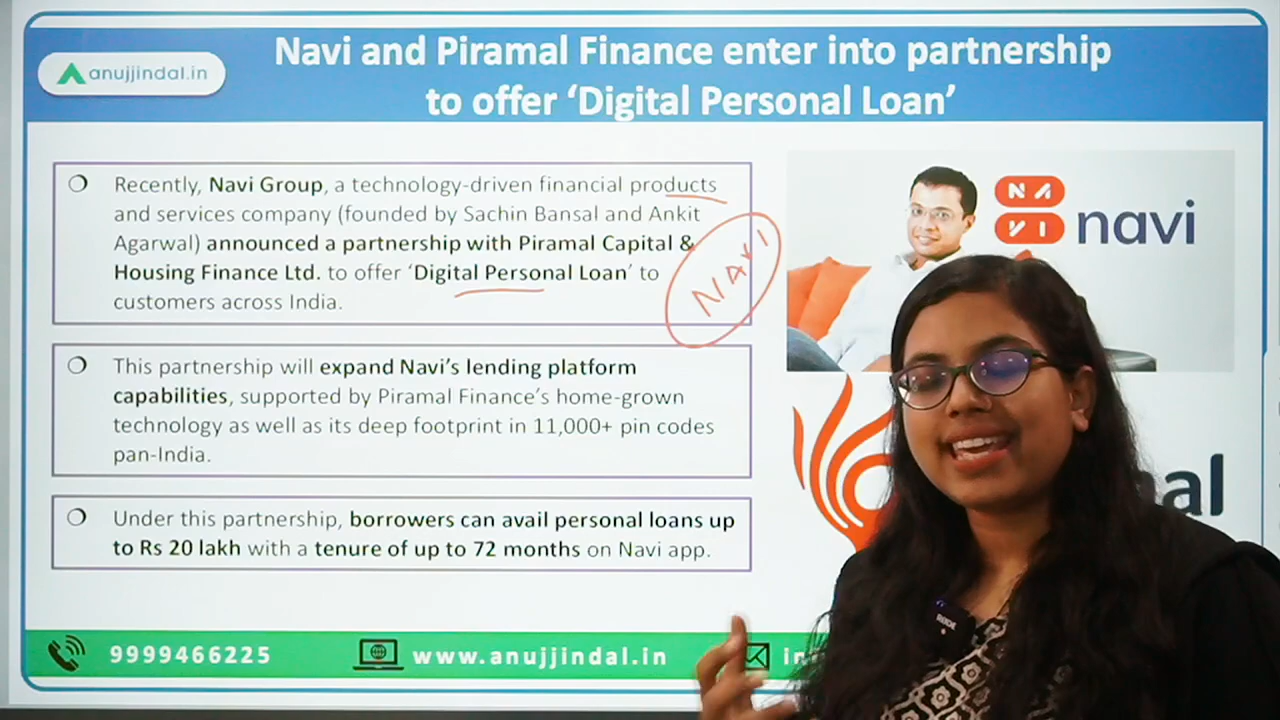 Navi and Piramal Finance enter into partnership
to offer ‘Digital Personal Loan’
anujjindal.in
Recently, Navi Group, a technology-driven financial products
and services company (founded by Sachin Bansal and Ankit
Agarwal) announced a partnership with Piramal Capital &
Housing Finance Ltd. to offer ‘Digital Personal Loan’ to
customers across India.
NAVI
This partnership will expand Navi’s lending platform
capabilities, supported by Piramal Finance’s home-grown
technology as well as its deep footprint in 11,000+ pin codes
pan-India.
Under this partnership, borrowers can avail personal loans up
to Rs 20 lakh with a tenure of up to 72 months on Navi app.
NA
VI
navi
al
9999466225
www.anujjindal.in